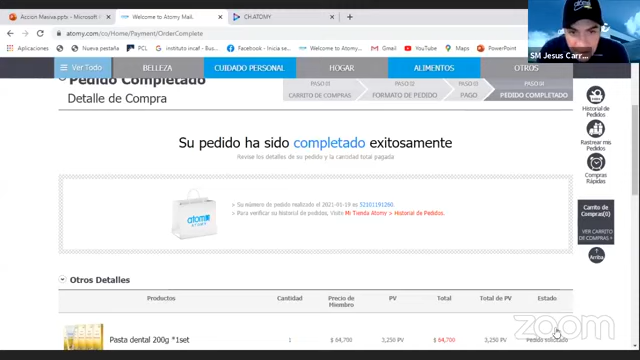 Accion Masiva.pptx - Microsoft
Welcome to Atomy Mail.
CH ATOMY
atomy.com/co/Home/Payment/OrderComplete
Aplicaciones
YouTube
PCL
instituto incaf - Busc...
Facebook - Inicia se...
OUTLOOK
Gmail
YouTube
Maps
PowerPoint
SM Jesus Carr...
Ver Todo
BELLEZA
CUIDADO PERSONAL
HOGAR
ALIMENTOS
OTROS
Pedido Completado
Detalle de Compra
PASO 01
CARRITO DE COMPRAS
PASO 02
FORMATO DE PEDIDO
PASO 03
PAGO
PASO 04
PEDIDO COMPLETADO
Historial de
Pedidos
Rastrear mis
Pedidos
Compras
Rápidas
Carrito de
Compras(0)
VER CARRITO
DE COMPRAS +
Arriba
Su pedido ha sido completado exitosamente
Revise los detalles de su pedido y la cantidad total pagada
atomy
> Su número de pedido realizado el 2021-01-19 es 52101191260.
> Para verificar su historial de pedidos, Visite Mi Tienda Atomy > Historial de Pedidos.
Otros Detalles
Productos
Cantidad
Precio de
Miembro
PV
Total
Total de PV
Estado
Pasta dental 200g *1set
1
$ 64,700
3,250 PV
$ 64,700
3,250 PV
Pedido solicitado
zoom